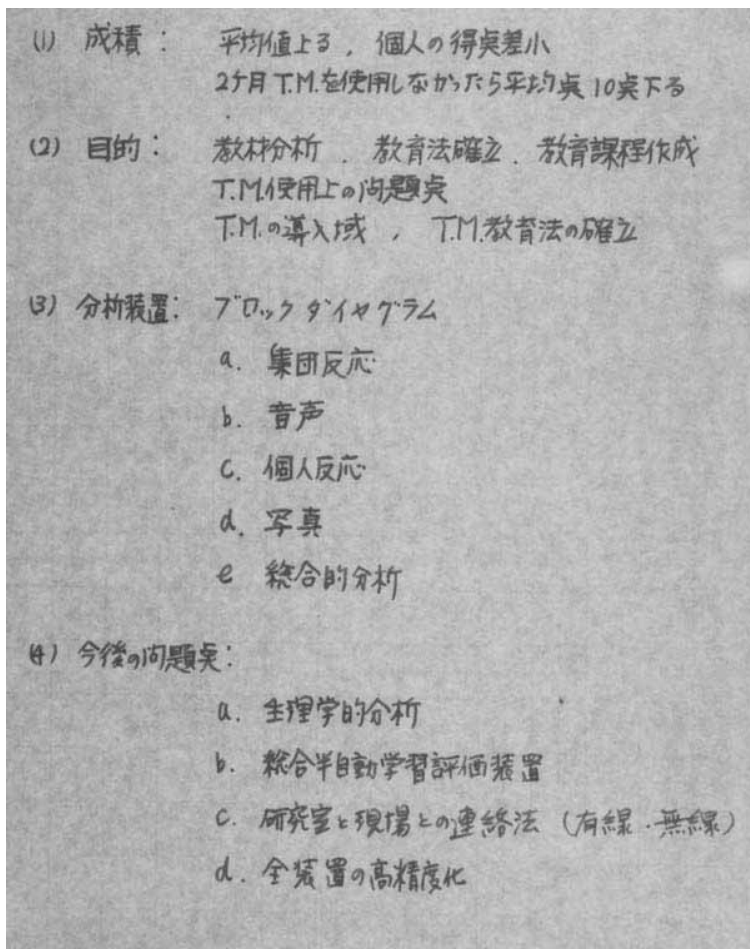 (1) 成積： 平均値上る，個人の得点差小
2ヶ月T.M.を使用しなかったら平均点10点下る
(2) 目的： 教材分析．教育法確立．教育課程作成
T.M.使用上の問題点
T.M.の導入域，T.M.教育法の確立
(3) 分析装置： ブロックダイヤグラム
a. 集団反応
b. 音声
c. 個人反応
d. 写真
e 綜合的分析
(4) 今後の問題点：
a. 生理学的分析
b. 綜合半自動学習評価装置
c. 研究室と現場との連絡法（有線・無線）
d. 全装置の高精度化